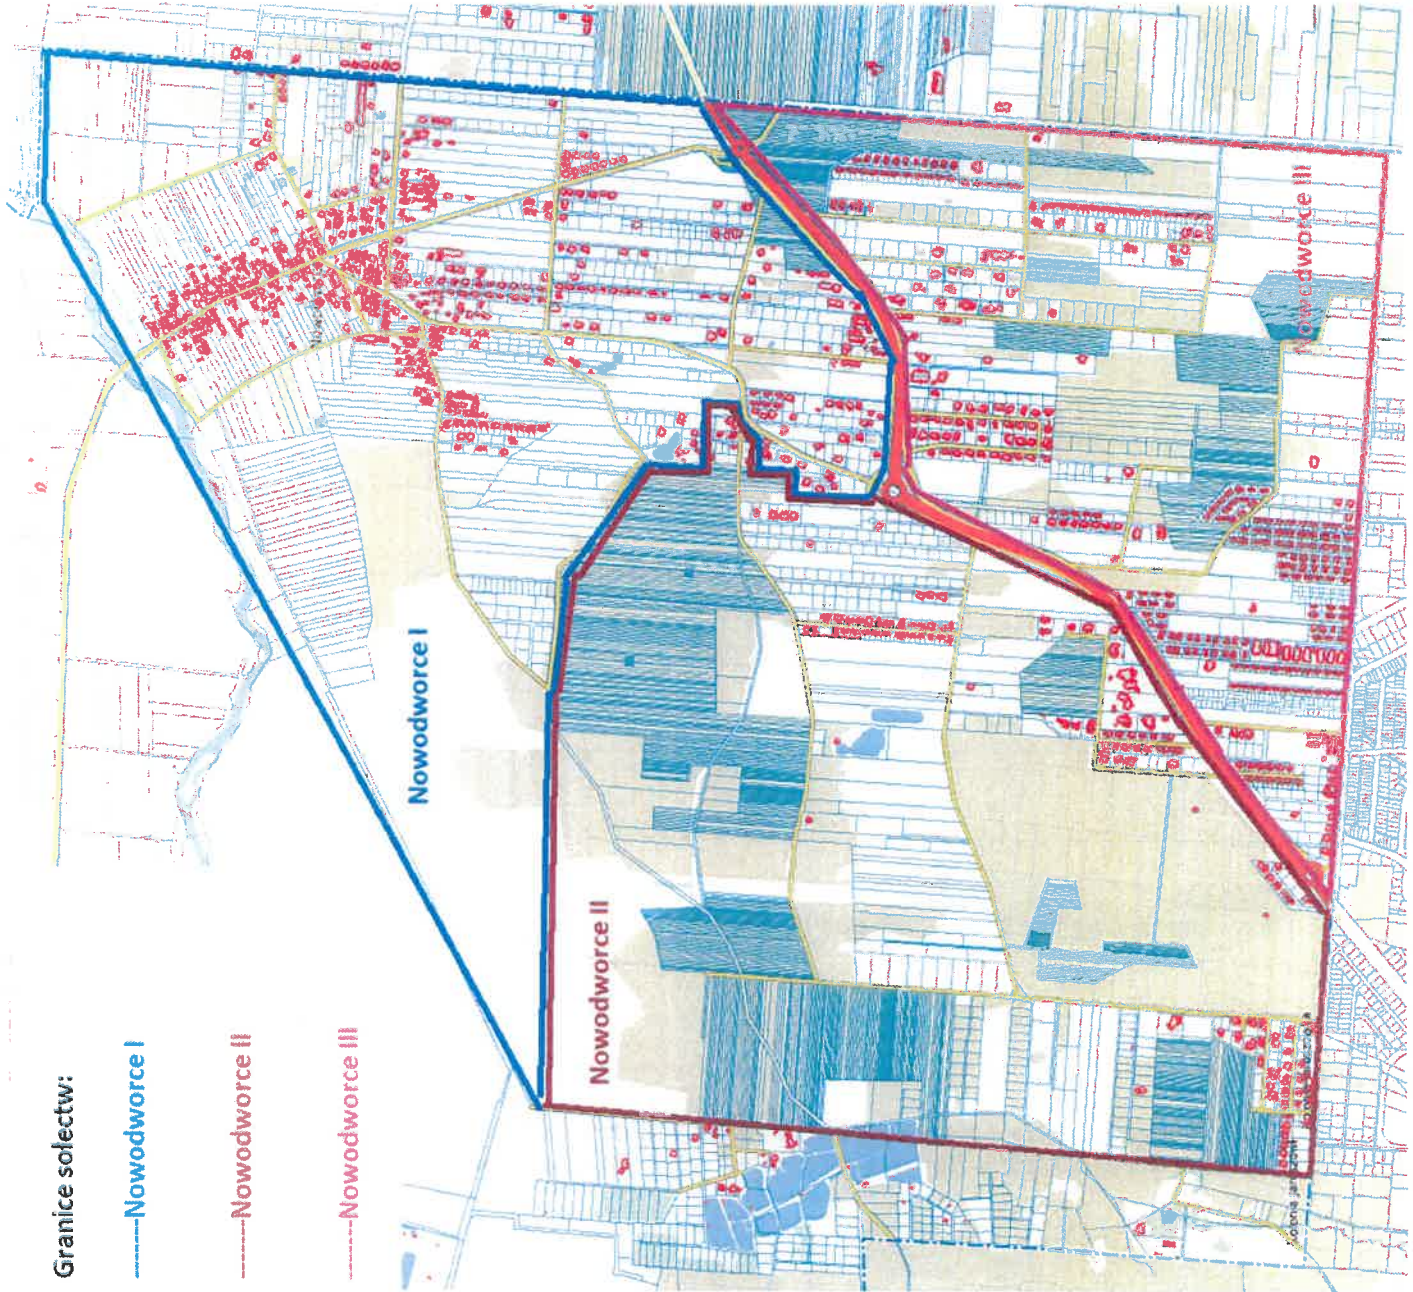 Granice sołectw:
-------Nowodworce I
-------Nowodworce II
-------Nowodworce III
Nowodworce I
Nowodworce II
Nowodworce III